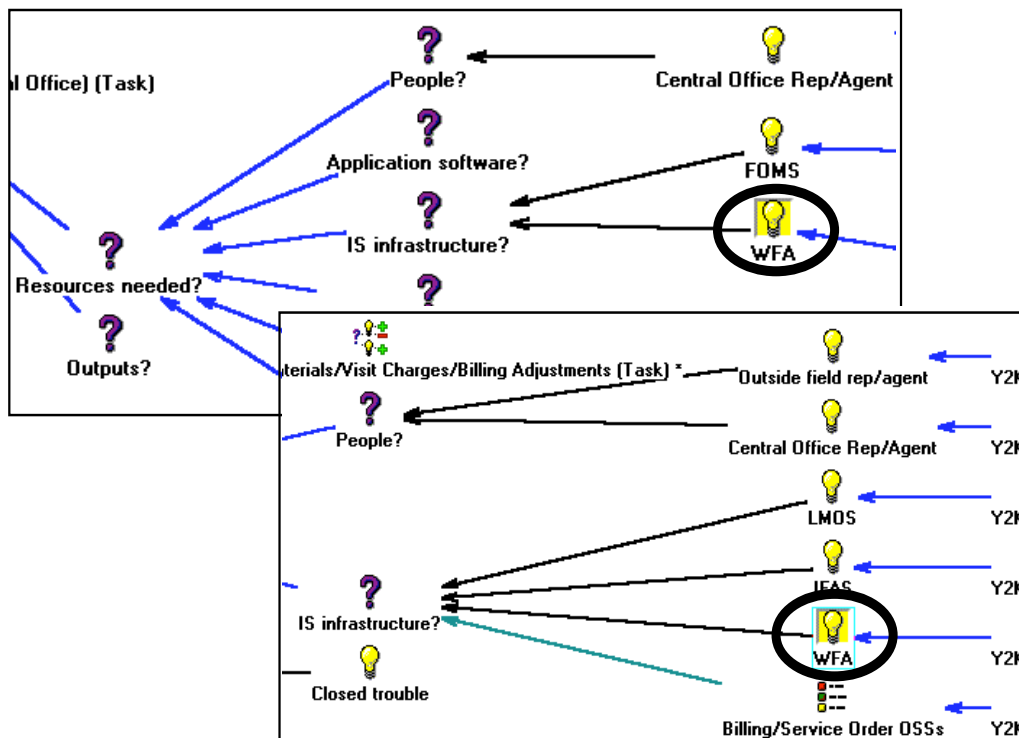 People?
Central Office Rep/Agent
l Office) (Task)
Application software?
FOMS
IS infrastructure?
WFA
Resources needed?
Outputs?
terials/Visit Charges/Billing Adjustments (Task) *
Outside field rep/agent
Y2K
People?
Central Office Rep/Agent
Y2K
LMOS
Y2K
Y2K
IS infrastructure?
WFA
Y2K
Closed trouble
Billing/Service Order OSSs
Y2K